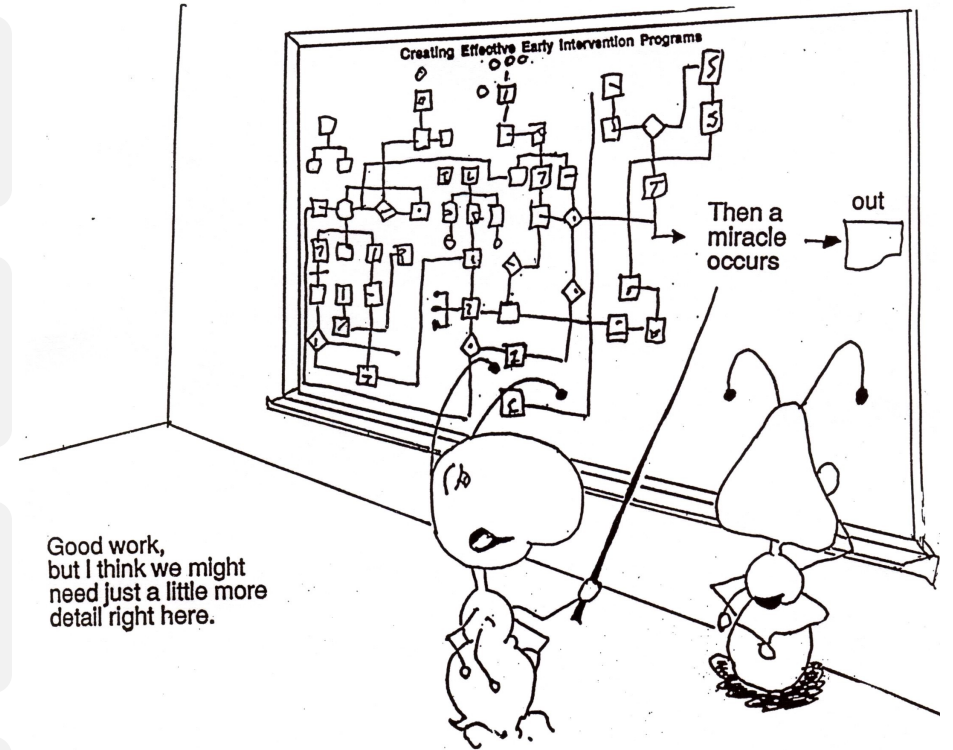 Creating Effective Early Intervention Programs
Then a
miracle
occurs
out
Good work,
but I think we might
need just a little more
detail right here.